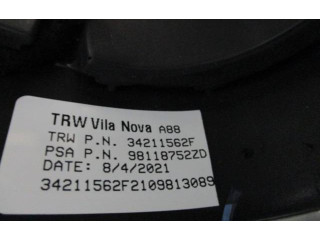 TRW Vila Nova A88
TRW P.N. 34211562F
PSA P.N. 98118752ZD
DATE: 8/4/2021
34211562F2109813089